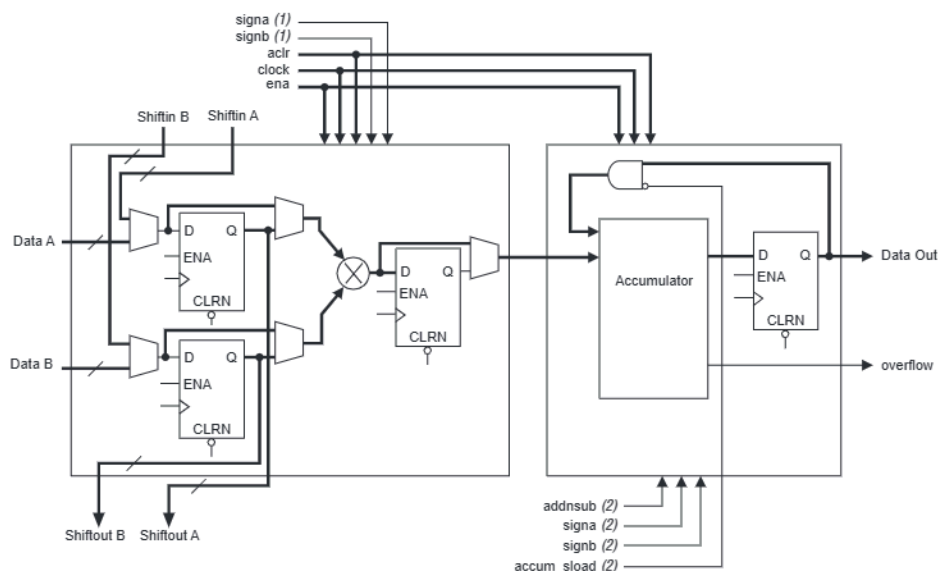 signa (1)
signb (1)
aclr
clock
ena
Shiftin B
Shiftin A
Data A
D Q
ENA
CLRN
Data B
D Q
ENA
CLRN
D Q
ENA
CLRN
Accumulator
D Q
ENA
CLRN
Data Out
overflow
Shiftout B
Shiftout A
addnsub (2)
signa (2)
signb (2)
accum_sload (2)